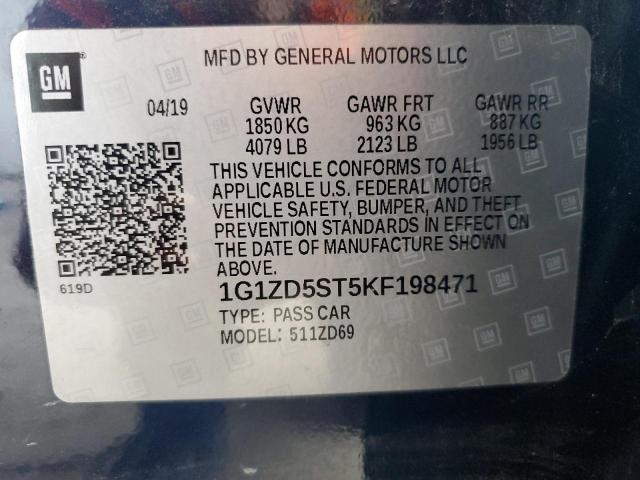 GM
MFD BY GENERAL MOTORS LLC
04/19 GVWR GAWR FRT GAWR RR
1850 KG 963 KG 887 KG
4079 LB 2123 LB 1956 LB
THIS VEHICLE CONFORMS TO ALL
APPLICABLE U.S. FEDERAL MOTOR
VEHICLE SAFETY, BUMPER, AND THEFT
PREVENTION STANDARDS IN EFFECT ON
THE DATE OF MANUFACTURE SHOWN
ABOVE.
619D
1G1ZD5ST5KF198471
TYPE: PASS CAR
MODEL: 511ZD69